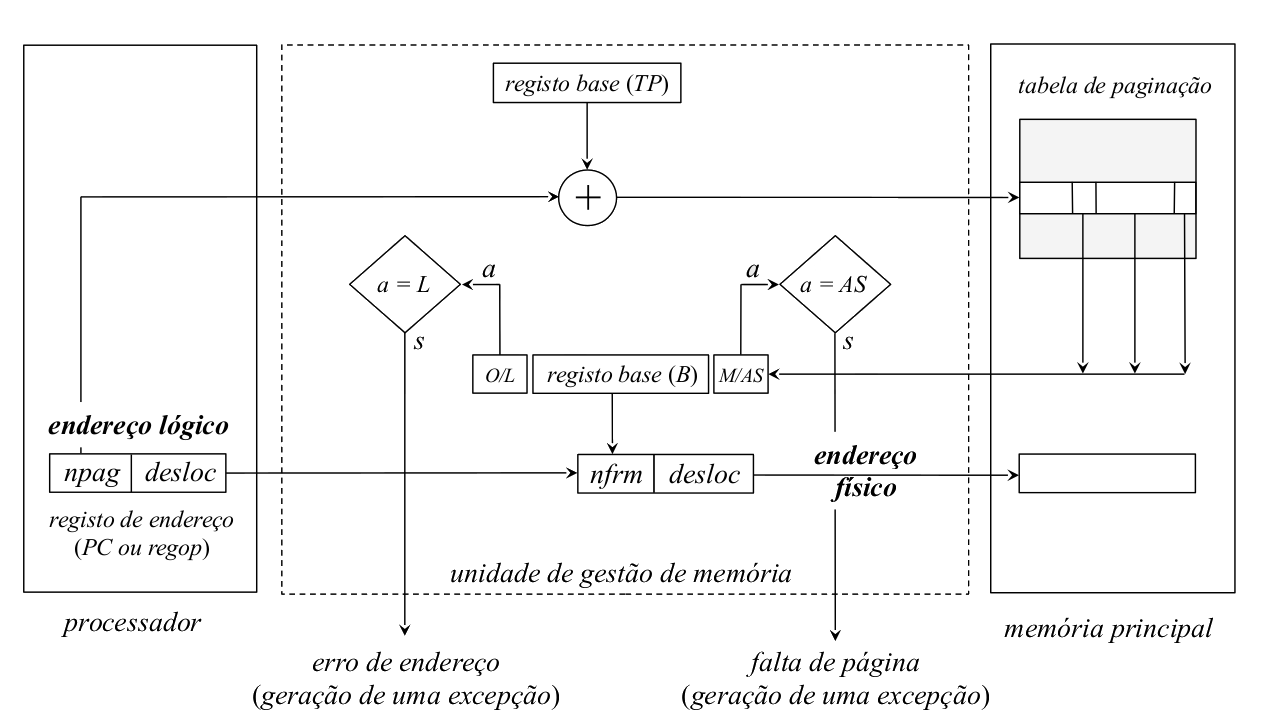 registo base (TP)
tabela de paginação
+
a = L
a
a
a = AS
s
s
O/L
registo base (B)
M/AS
endereço lógico
npag
desloc
nfrm
desloc
endereço
físico
registo de endereço
(PC ou regop)
unidade de gestão de memória
processador
memória principal
erro de endereço
(geração de uma excepção)
falta de página
(geração de uma excepção)